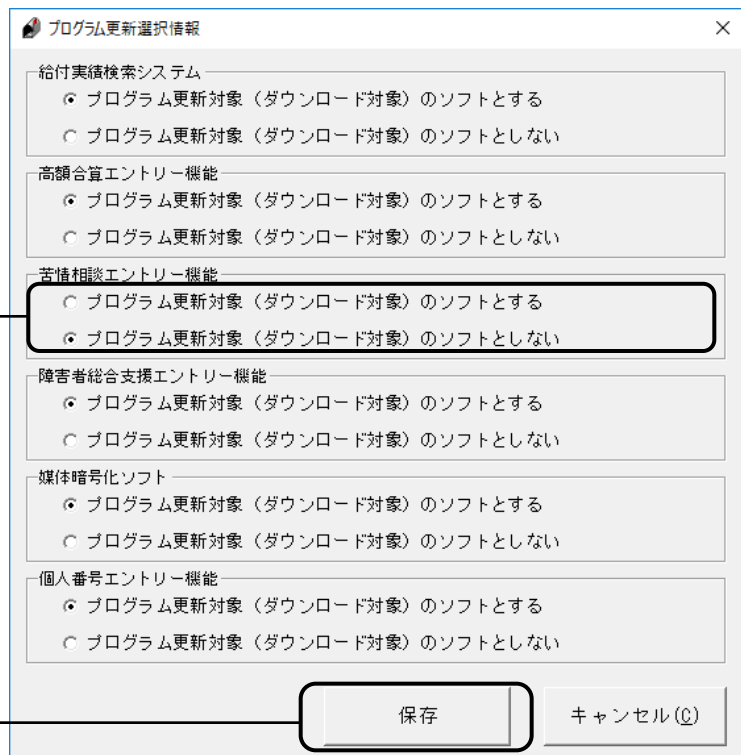 プログラム更新選択情報
給付実績検索システム
プログラム更新対象（ダウンロード対象）のソフトとする
プログラム更新対象（ダウンロード対象）のソフトとしない
高額合算エントリー機能
プログラム更新対象（ダウンロード対象）のソフトとする
プログラム更新対象（ダウンロード対象）のソフトとしない
苦情相談エントリー機能
プログラム更新対象（ダウンロード対象）のソフトとする
プログラム更新対象（ダウンロード対象）のソフトとしない
障害者総合支援エントリー機能
プログラム更新対象（ダウンロード対象）のソフトとする
プログラム更新対象（ダウンロード対象）のソフトとしない
媒体暗号化ソフト
プログラム更新対象（ダウンロード対象）のソフトとする
プログラム更新対象（ダウンロード対象）のソフトとしない
個人番号エントリー機能
プログラム更新対象（ダウンロード対象）のソフトとする
プログラム更新対象（ダウンロード対象）のソフトとしない
保存 キャンセル(C)